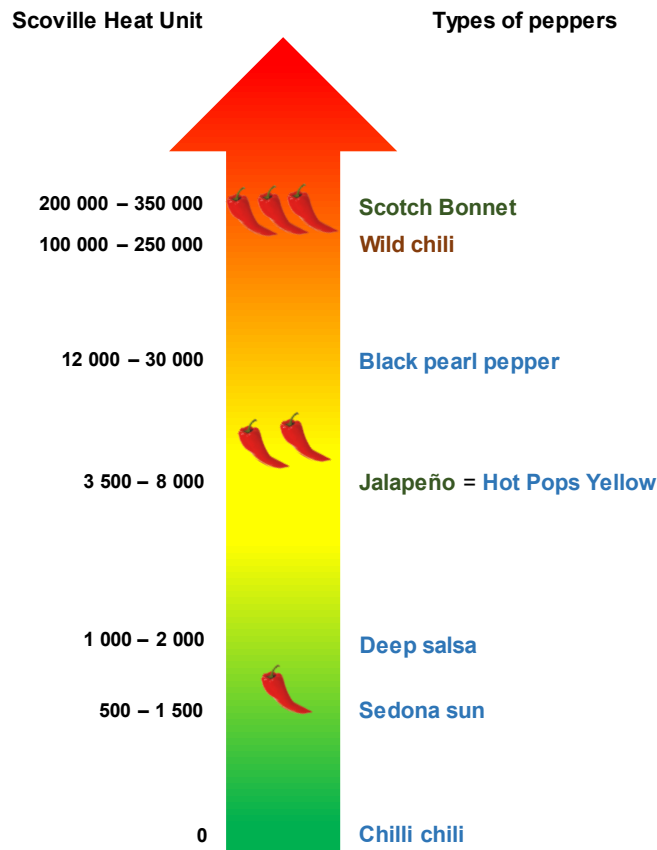 Scoville Heat Unit Types of peppers
200 000 – 350 000 Scotch Bonnet
100 000 – 250 000 Wild chili
12 000 – 30 000 Black pearl pepper
3 500 – 8 000 Jalapeño = Hot Pops Yellow
1 000 – 2 000 Deep salsa
500 – 1 500 Sedona sun
0 Chilli chili